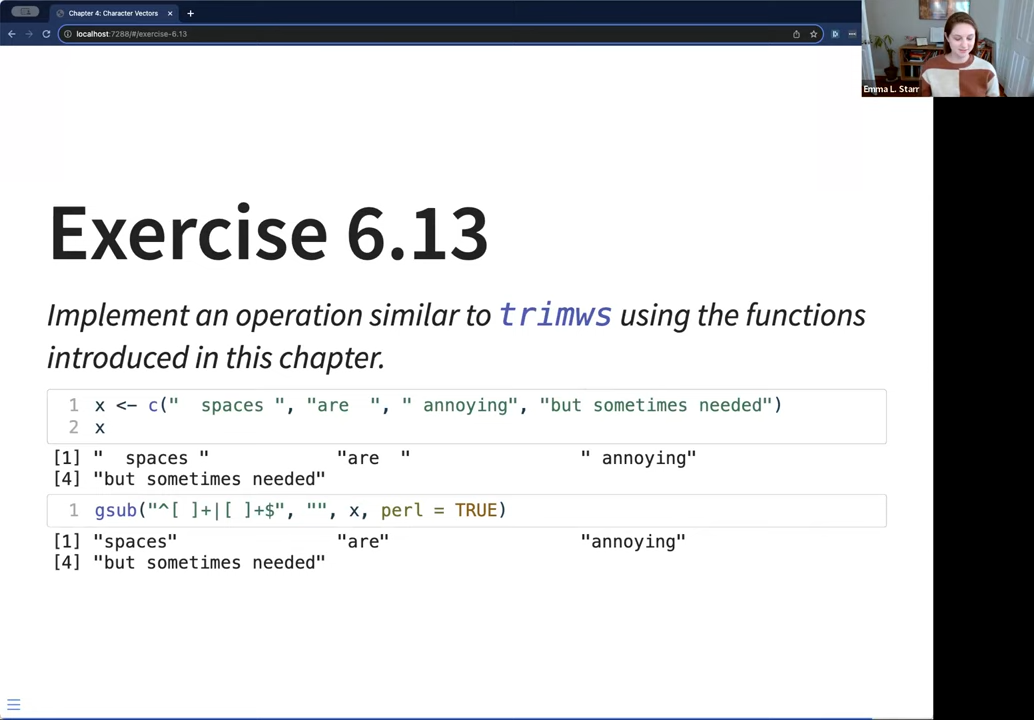 Chapter 4: Character Vectors
localhost:7288/#/exercise-6.13
Emma L. Starr
Exercise 6.13
Implement an operation similar to trimws using the functions
introduced in this chapter.
1 x <- c("  spaces ", "are  ", " annoying", "but sometimes needed")
2 x
[1] "  spaces "            "are  "                " annoying"
[4] "but sometimes needed"
1 gsub("^[ ]+|[ ]+$", "", x, perl = TRUE)
[1] "spaces"               "are"                  "annoying"
[4] "but sometimes needed"